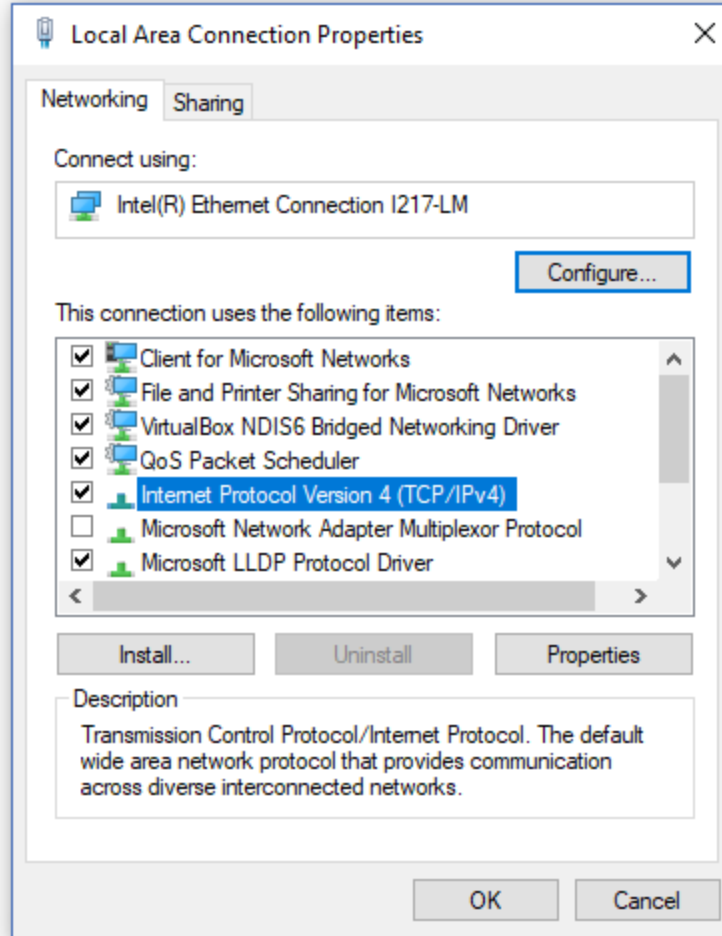 Local Area Connection Properties
Networking
Sharing
Connect using:
Intel(R) Ethernet Connection I217-LM
Configure...
This connection uses the following items:
Client for Microsoft Networks
File and Printer Sharing for Microsoft Networks
VirtualBox NDIS6 Bridged Networking Driver
QoS Packet Scheduler
Internet Protocol Version 4 (TCP/IPv4)
Microsoft Network Adapter Multiplexor Protocol
Microsoft LLDP Protocol Driver
Install...
Uninstall
Properties
Description
Transmission Control Protocol/Internet Protocol. The default
wide area network protocol that provides communication
across diverse interconnected networks.
OK
Cancel